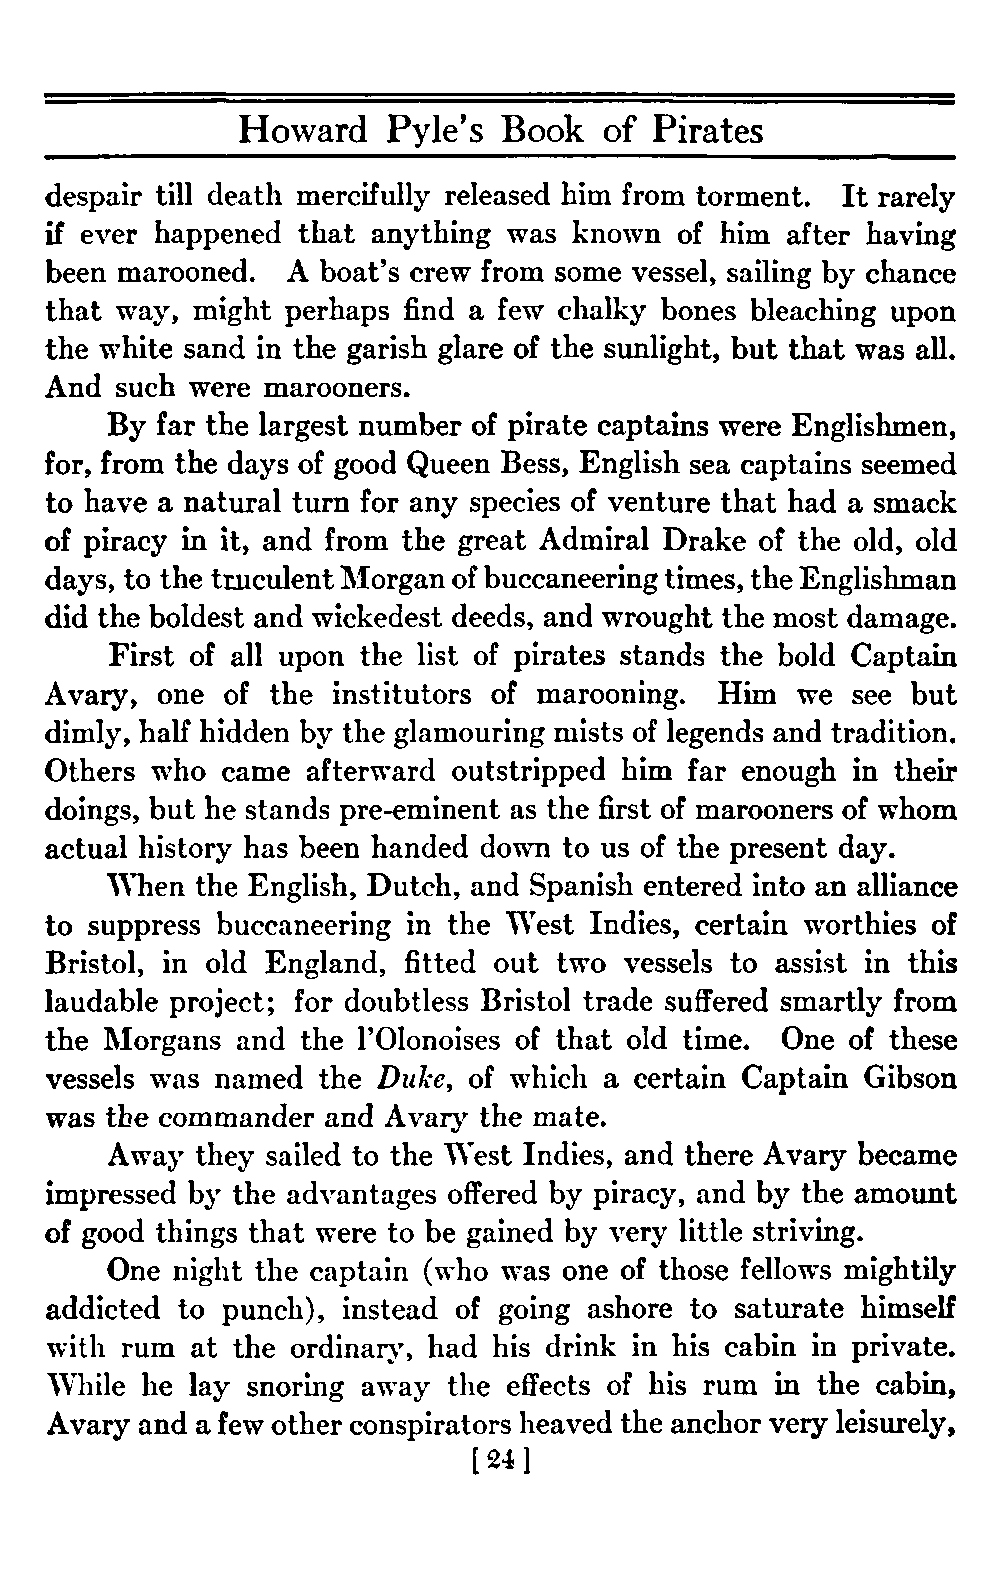 Howard Pyle's Book of Pirates
despair till death mercifully released him from torment. It rarely
if ever happened that anything was known of him after having
been marooned. A boat's crew from some vessel, sailing by chance
that way, might perhaps find a few chalky bones bleaching upon
the white sand in the garish glare of the sunlight, but that was all.
And such were marooners.
By far the largest number of pirate captains were Englishmen,
for, from the days of good Queen Bess, English sea captains seemed
to have a natural turn for any species of venture that had a smack
of piracy in it, and from the great Admiral Drake of the old, old
days, to the truculent Morgan of buccaneering times, the Englishman
did the boldest and wickedest deeds, and wrought the most damage.
First of all upon the list of pirates stands the bold Captain
Avary, one of the institutors of marooning. Him we see but
dimly, half hidden by the glamouring mists of legends and tradition.
Others who came afterward outstripped him far enough in their
doings, but he stands pre-eminent as the first of marooners of whom
actual history has been handed down to us of the present day.
When the English, Dutch, and Spanish entered into an alliance
to suppress buccaneering in the West Indies, certain worthies of
Bristol, in old England, fitted out two vessels to assist in this
laudable project; for doubtless Bristol trade suffered smartly from
the Morgans and the l'Olonoises of that old time. One of these
vessels was named the Duke, of which a certain Captain Gibson
was the commander and Avary the mate.
Away they sailed to the West Indies, and there Avary became
impressed by the advantages offered by piracy, and by the amount
of good things that were to be gained by very little striving.
One night the captain (who was one of those fellows mightily
addicted to punch), instead of going ashore to saturate himself
with rum at the ordinary, had his drink in his cabin in private.
While he lay snoring away the effects of his rum in the cabin,
Avary and a few other conspirators heaved the anchor very leisurely,
[ 24 ]